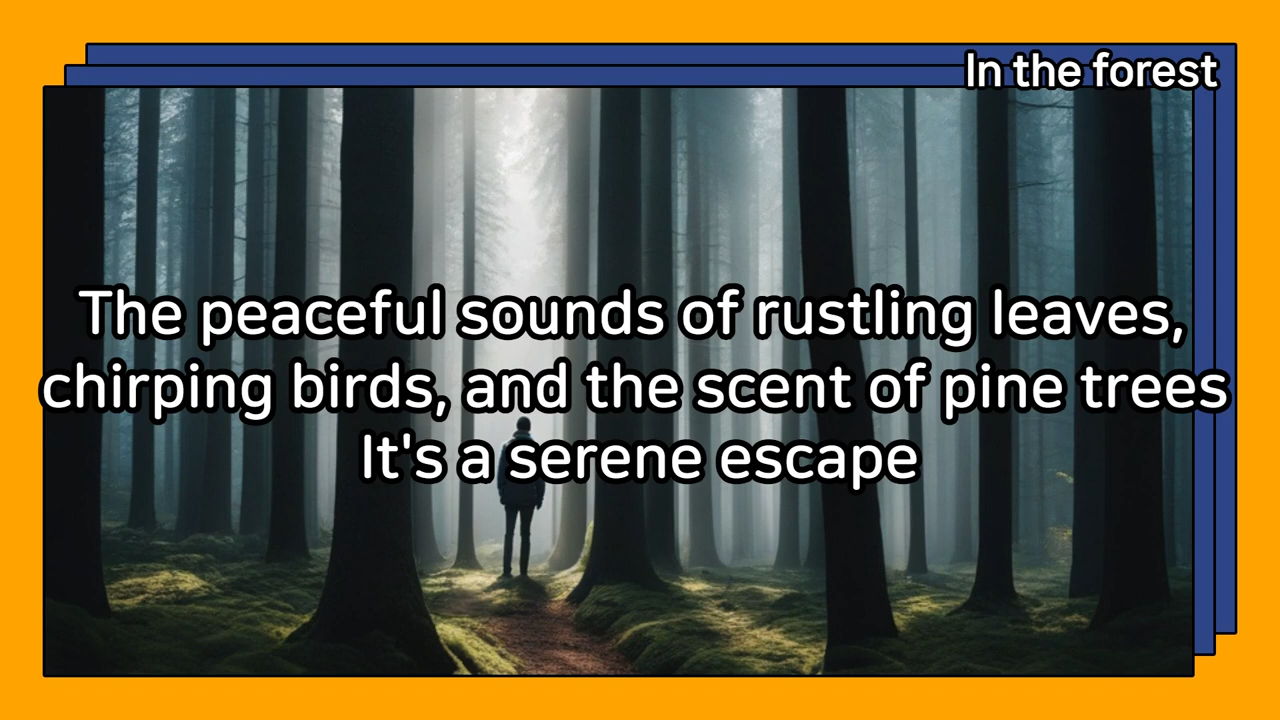 In the forest
The peaceful sounds of rustling leaves,
chirping birds, and the scent of pine trees
It's a serene escape